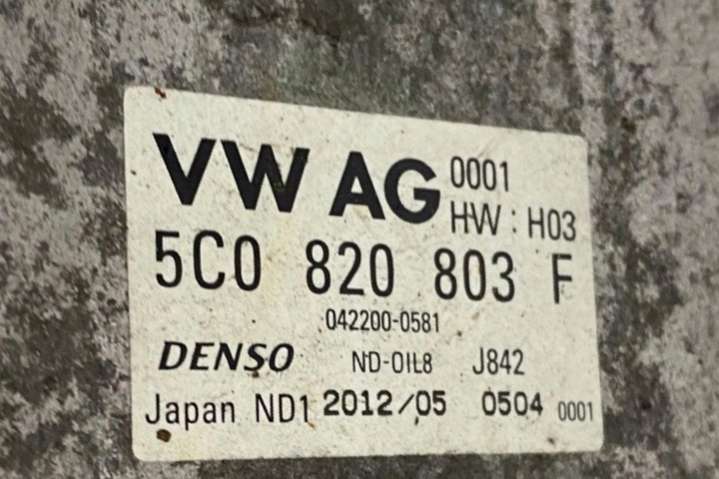 VW AG 0001
HW : H03
5C0 820 803 F
042200-0581
DENSO ND-OIL8 J842
Japan ND1 2012/05 0504 0001